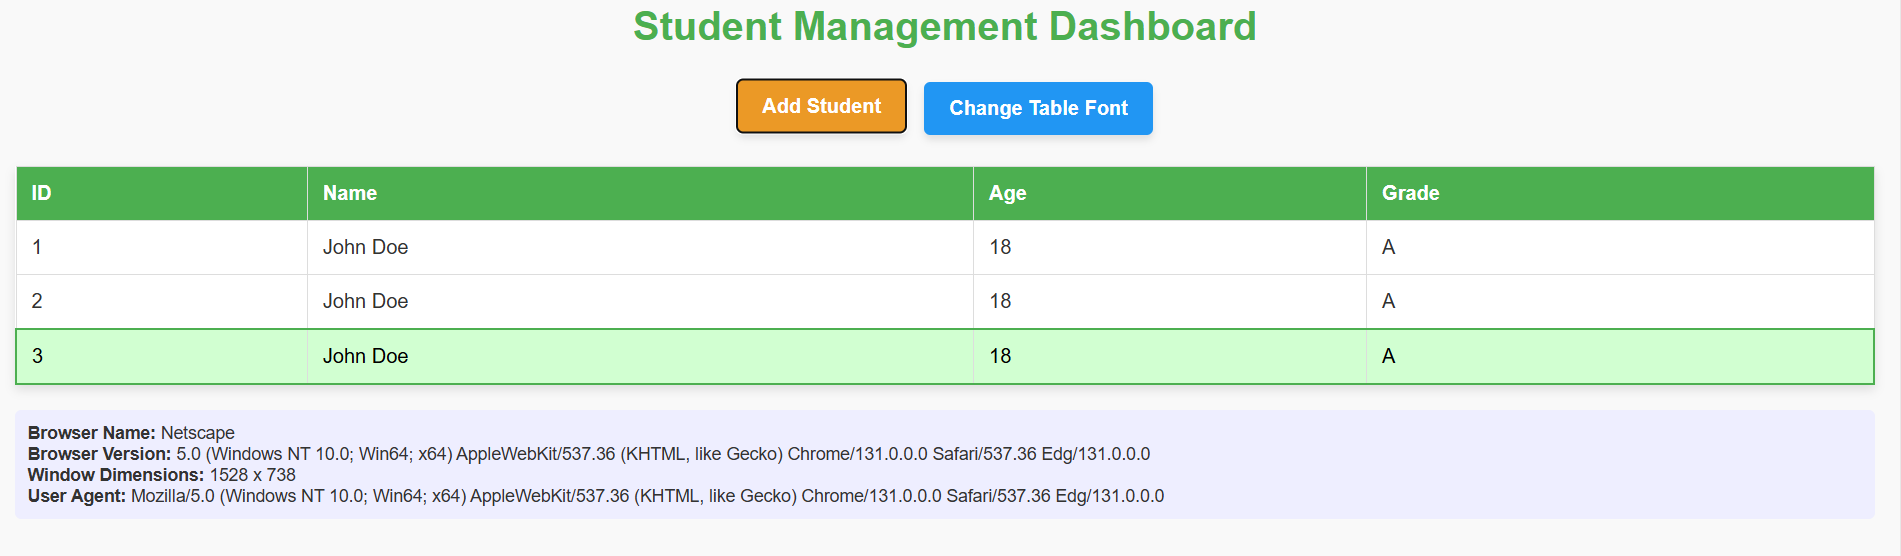 Student Management Dashboard
Add Student Change Table Font
ID Name Age Grade
1 John Doe 18 A
2 John Doe 18 A
3 John Doe 18 A
Browser Name: Netscape
Browser Version: 5.0 (Windows NT 10.0; Win64; x64) AppleWebKit/537.36 (KHTML, like Gecko) Chrome/131.0.0.0 Safari/537.36 Edg/131.0.0.0
Window Dimensions: 1528 x 738
User Agent: Mozilla/5.0 (Windows NT 10.0; Win64; x64) AppleWebKit/537.36 (KHTML, like Gecko) Chrome/131.0.0.0 Safari/537.36 Edg/131.0.0.0